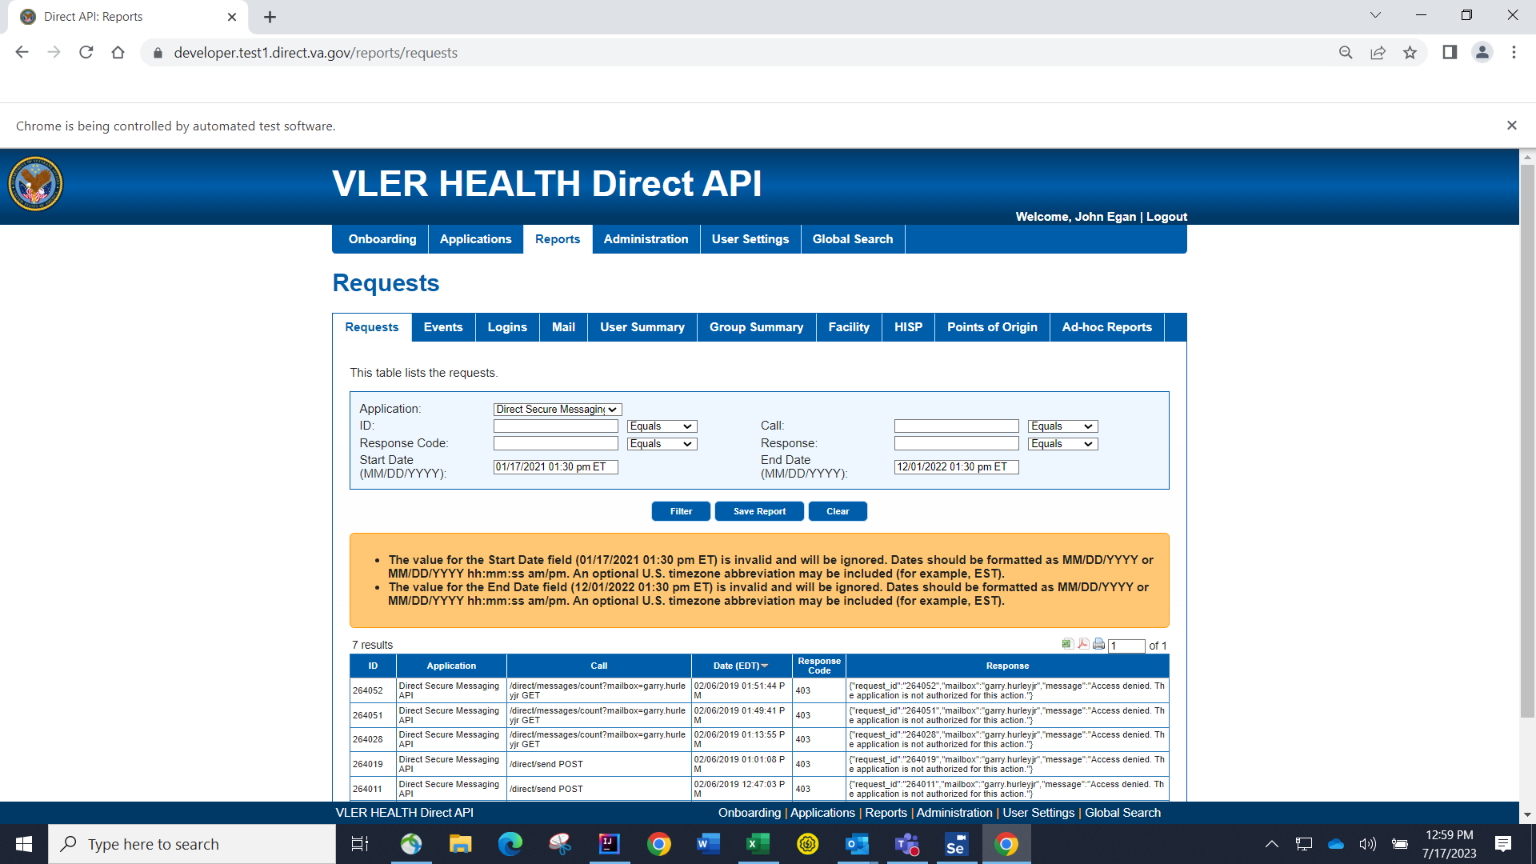 Direct API: Reports
developer.test1.direct.va.gov/reports/requests
Chrome is being controlled by automated test software.
VLER HEALTH Direct API
Welcome, John Egan | Logout
Onboarding Applications Reports Administration User Settings Global Search
Requests
Requests Events Logins Mail User Summary Group Summary Facility HISP Points of Origin Ad-hoc Reports
This table lists the requests.
Application: Direct Secure Messaging
ID: Equals Call: Equals
Response Code: Equals Response: Equals
Start Date End Date
(MM/DD/YYYY): 01/17/2021 01:30 pm ET (MM/DD/YYYY): 12/01/2022 01:30 pm ET
Filter Save Report Clear
• The value for the Start Date field (01/17/2021 01:30 pm ET) is invalid and will be ignored. Dates should be formatted as MM/DD/YYYY or
MM/DD/YYYY hh:mm:ss am/pm. An optional U.S. timezone abbreviation may be included (for example, EST).
• The value for the End Date field (12/01/2022 01:30 pm ET) is invalid and will be ignored. Dates should be formatted as MM/DD/YYYY or
MM/DD/YYYY hh:mm:ss am/pm. An optional U.S. timezone abbreviation may be included (for example, EST).
7 results 1 of 1
ID Application Call Date (EDT) Response Code Response
264052 Direct Secure Messaging /direct/messages/count?mailbox=garry.hurle 02/06/2019 01:51:44 P 403 {"request_id":"264052","mailbox":"garry.hurleyjr","message":"Access denied. Th
API yjr GET M e application is not authorized for this action."}
264051 Direct Secure Messaging /direct/messages/count?mailbox=garry.hurle 02/06/2019 01:49:41 P 403 {"request_id":"264051","mailbox":"garry.hurleyjr","message":"Access denied. Th
API yjr GET M e application is not authorized for this action."}
264028 Direct Secure Messaging /direct/messages/count?mailbox=garry.hurle 02/06/2019 01:13:55 P 403 {"request_id":"264028","mailbox":"garry.hurleyjr","message":"Access denied. Th
API yjr GET M e application is not authorized for this action."}
264019 Direct Secure Messaging /direct/send POST 02/06/2019 01:01:08 P 403 {"request_id":"264019","mailbox":"garry.hurleyjr","message":"Access denied. Th
API M e application is not authorized for this action."}
264011 Direct Secure Messaging /direct/send POST 02/06/2019 12:47:03 P 403 {"request_id":"264011","mailbox":"garry.hurleyjr","message":"Access denied. Th
API M e application is not authorized for this action."}
VLER HEALTH Direct API Onboarding | Applications | Reports | Administration | User Settings | Global Search
Type here to search
12:59 PM
7/17/2023